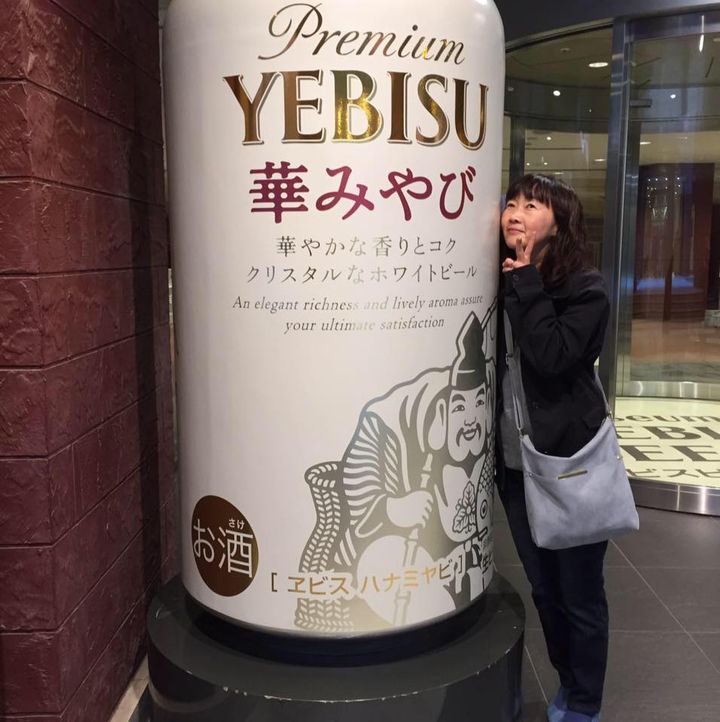 Premium
YEBISU
華みやび
華やかな香りとコク
クリスタルなホワイトビール
An elegant richness and lively aroma assure
your ultimate satisfaction
さけ
お酒
[ ヱビス ハナミヤビ ]